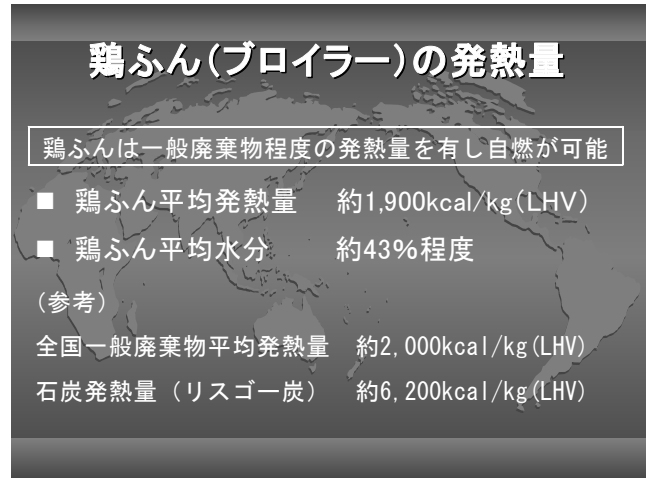 鶏ふん(ブロイラー)の発熱量
鶏ふんは一般廃棄物程度の発熱量を有し自燃が可能
■ 鶏ふん平均発熱量 約1,900kcal/kg(LHV)
■ 鶏ふん平均水分 約43%程度
(参考)
全国一般廃棄物平均発熱量 約2,000kcal/kg(LHV)
石炭発熱量(リスゴー炭) 約6,200kcal/kg(LHV)